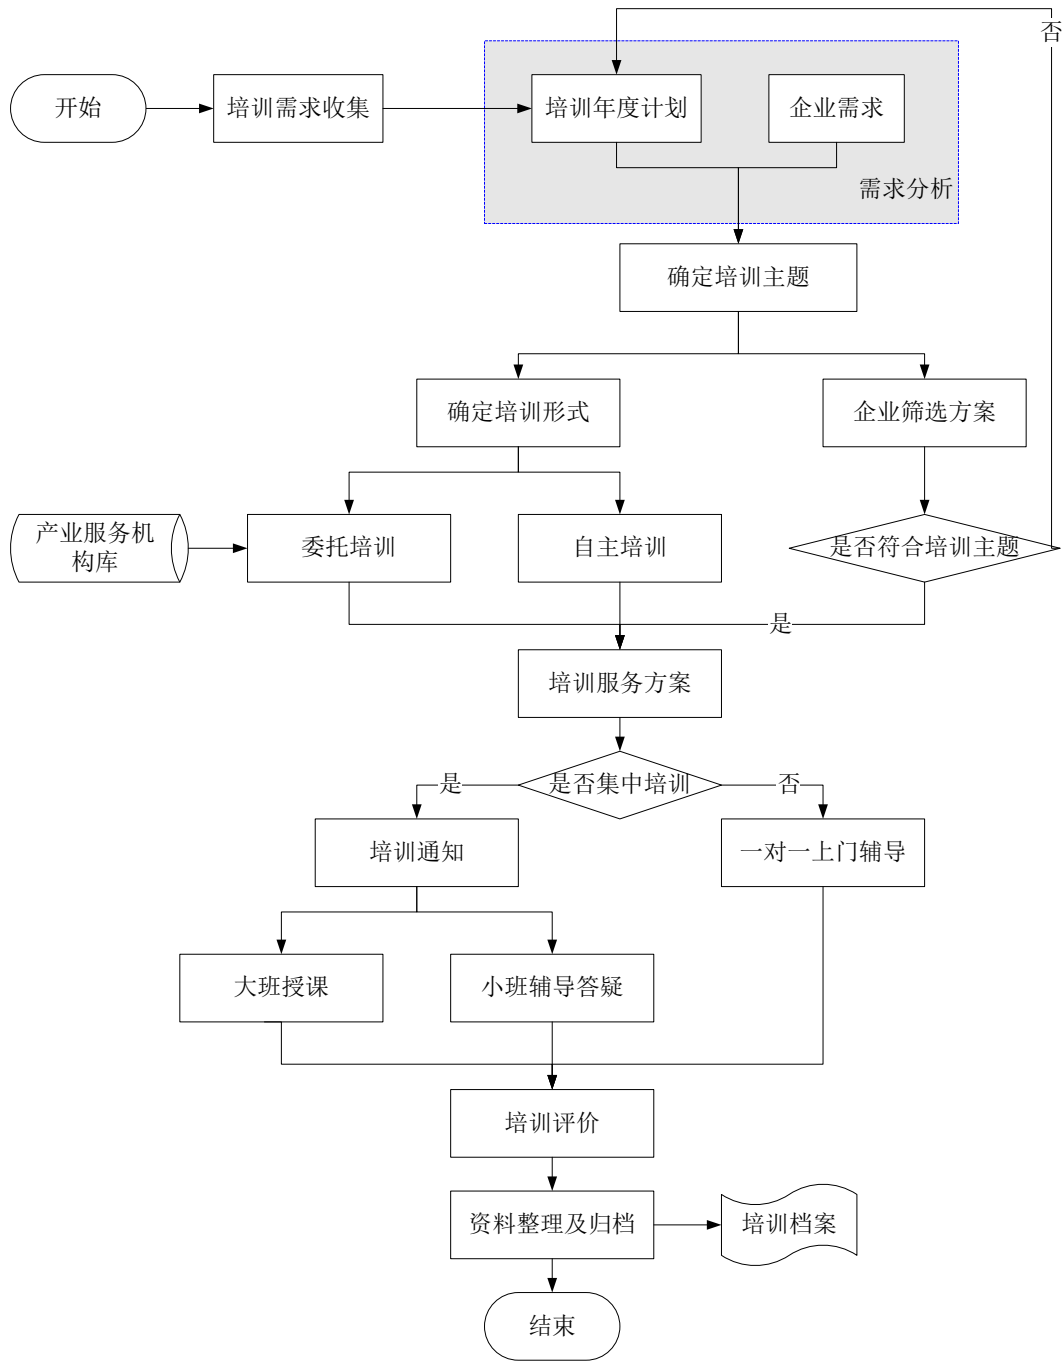 否
开始
培训需求收集
培训年度计划
企业需求
需求分析
确定培训主题
确定培训形式
企业筛选方案
产业服务机
构库
委托培训
自主培训
是否符合培训主题
是
培训服务方案
是
是否集中培训
否
培训通知
一对一上门辅导
大班授课
小班辅导答疑
培训评价
资料整理及归档
培训档案
结束